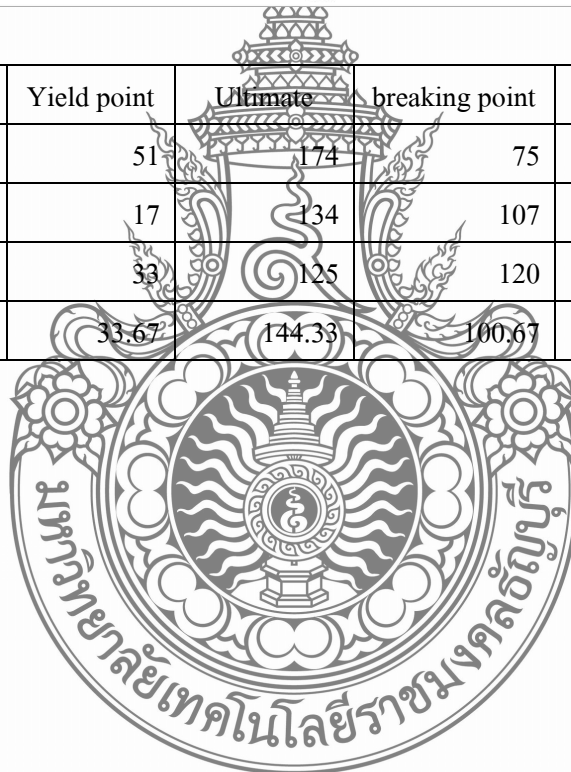 Yield point Ultimate breaking point
51 174 75
17 134 107
33 125 120
33.67 144.33 100.67
มหาวิทยาลัยเทคโนโลยีราชมงคลธัญบุรี